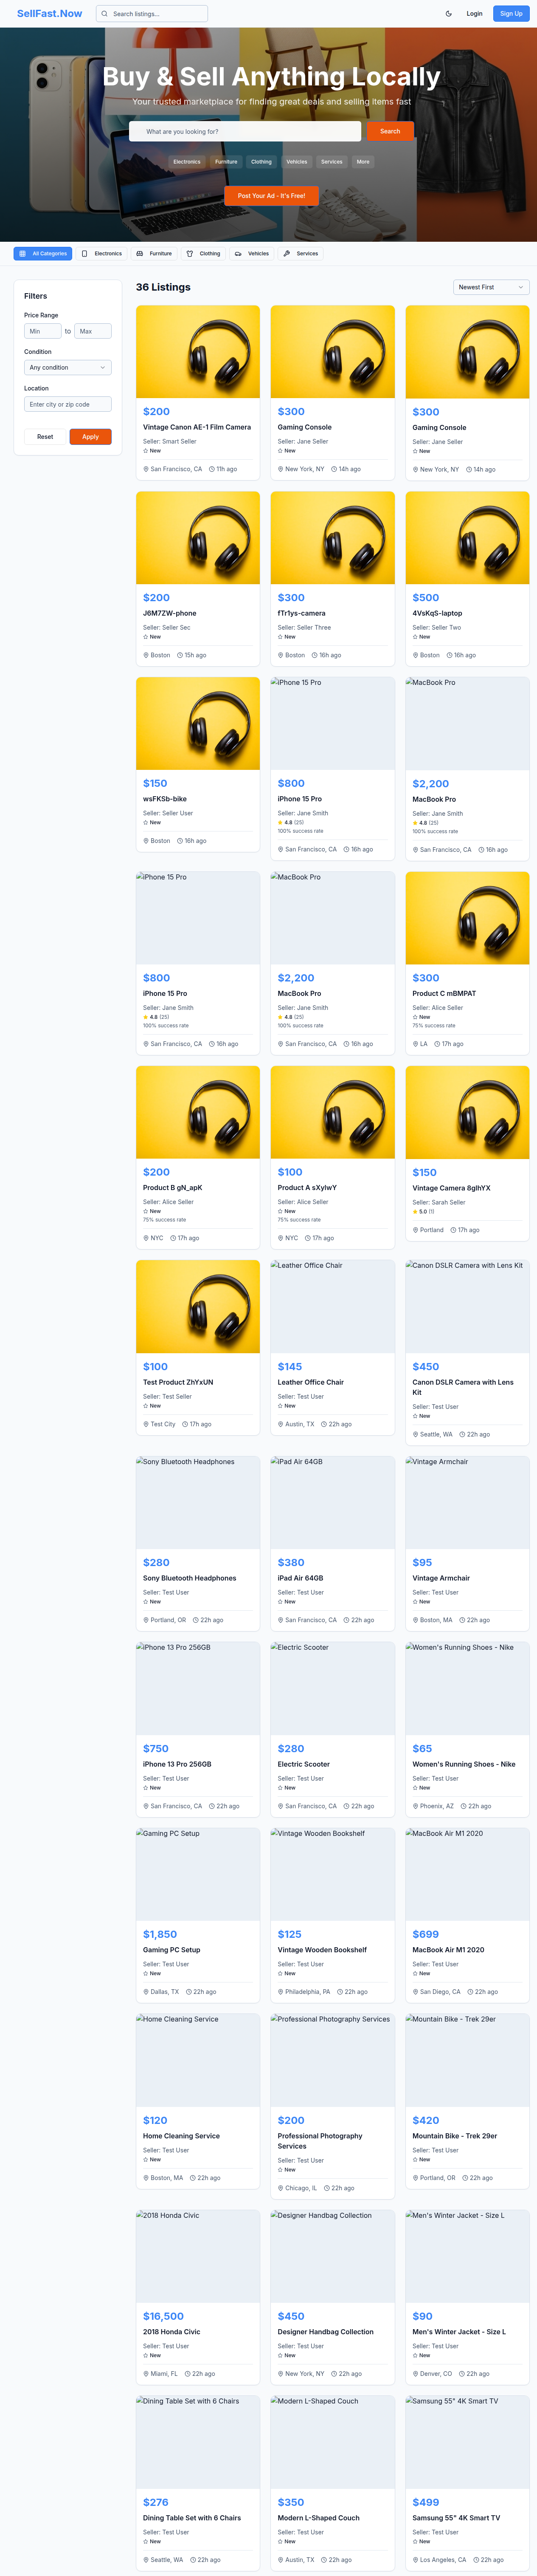 SellFast.Now
Search listings...
Login
Sign Up
Buy & Sell Anything Locally
Your trusted marketplace for finding great deals and selling items fast
What are you looking for?
Search
Electronics
Furniture
Clothing
Vehicles
Services
More
Post Your Ad - It's Free!
All Categories
Electronics
Furniture
Clothing
Vehicles
Services
Filters
Price Range
Min
to
Max
Condition
Any condition
Location
Enter city or zip code
Reset
Apply
36 Listings
Newest First
$200
Vintage Canon AE-1 Film Camera
Seller: Smart Seller
New
San Francisco, CA 11h ago
$300
Gaming Console
Seller: Jane Seller
New
New York, NY 14h ago
$300
Gaming Console
Seller: Jane Seller
New
New York, NY 14h ago
$200
J6M7ZW-phone
Seller: Seller Sec
New
Boston 15h ago
$300
fTr1ys-camera
Seller: Seller Three
New
Boston 16h ago
$500
4VsKqS-laptop
Seller: Seller Two
New
Boston 16h ago
$150
wsFKSb-bike
Seller: Seller User
New
Boston 16h ago
iPhone 15 Pro
$800
iPhone 15 Pro
Seller: Jane Smith
4.8 (25)
100% success rate
San Francisco, CA 16h ago
MacBook Pro
$2,200
MacBook Pro
Seller: Jane Smith
4.8 (25)
100% success rate
San Francisco, CA 16h ago
iPhone 15 Pro
$800
iPhone 15 Pro
Seller: Jane Smith
4.8 (25)
100% success rate
San Francisco, CA 16h ago
MacBook Pro
$2,200
MacBook Pro
Seller: Jane Smith
4.8 (25)
100% success rate
San Francisco, CA 16h ago
$300
Product C mBMPAT
Seller: Alice Seller
New
75% success rate
LA 17h ago
$200
Product B gN_apK
Seller: Alice Seller
New
75% success rate
NYC 17h ago
$100
Product A sXylwY
Seller: Alice Seller
New
75% success rate
NYC 17h ago
$150
Vintage Camera 8glhYX
Seller: Sarah Seller
5.0 (1)
Portland 17h ago
$100
Test Product ZhYxUN
Seller: Test Seller
New
Test City 17h ago
Leather Office Chair
$145
Leather Office Chair
Seller: Test User
New
Austin, TX 22h ago
Canon DSLR Camera with Lens Kit
$450
Canon DSLR Camera with Lens
Kit
Seller: Test User
New
Seattle, WA 22h ago
Sony Bluetooth Headphones
$280
Sony Bluetooth Headphones
Seller: Test User
New
Portland, OR 22h ago
iPad Air 64GB
$380
iPad Air 64GB
Seller: Test User
New
San Francisco, CA 22h ago
Vintage Armchair
$95
Vintage Armchair
Seller: Test User
New
Boston, MA 22h ago
iPhone 13 Pro 256GB
$750
iPhone 13 Pro 256GB
Seller: Test User
New
San Francisco, CA 22h ago
Electric Scooter
$280
Electric Scooter
Seller: Test User
New
San Francisco, CA 22h ago
Women's Running Shoes - Nike
$65
Women's Running Shoes - Nike
Seller: Test User
New
Phoenix, AZ 22h ago
Gaming PC Setup
$1,850
Gaming PC Setup
Seller: Test User
New
Dallas, TX 22h ago
Vintage Wooden Bookshelf
$125
Vintage Wooden Bookshelf
Seller: Test User
New
Philadelphia, PA 22h ago
MacBook Air M1 2020
$699
MacBook Air M1 2020
Seller: Test User
New
San Diego, CA 22h ago
Home Cleaning Service
$120
Home Cleaning Service
Seller: Test User
New
Boston, MA 22h ago
Professional Photography Services
$200
Professional Photography
Services
Seller: Test User
New
Chicago, IL 22h ago
Mountain Bike - Trek 29er
$420
Mountain Bike - Trek 29er
Seller: Test User
New
Portland, OR 22h ago
2018 Honda Civic
$16,500
2018 Honda Civic
Seller: Test User
New
Miami, FL 22h ago
Designer Handbag Collection
$450
Designer Handbag Collection
Seller: Test User
New
New York, NY 22h ago
Men's Winter Jacket - Size L
$90
Men's Winter Jacket - Size L
Seller: Test User
New
Denver, CO 22h ago
Dining Table Set with 6 Chairs
$276
Dining Table Set with 6 Chairs
Seller: Test User
New
Seattle, WA 22h ago
Modern L-Shaped Couch
$350
Modern L-Shaped Couch
Seller: Test User
New
Austin, TX 22h ago
Samsung 55" 4K Smart TV
$499
Samsung 55" 4K Smart TV
Seller: Test User
New
Los Angeles, CA 22h ago